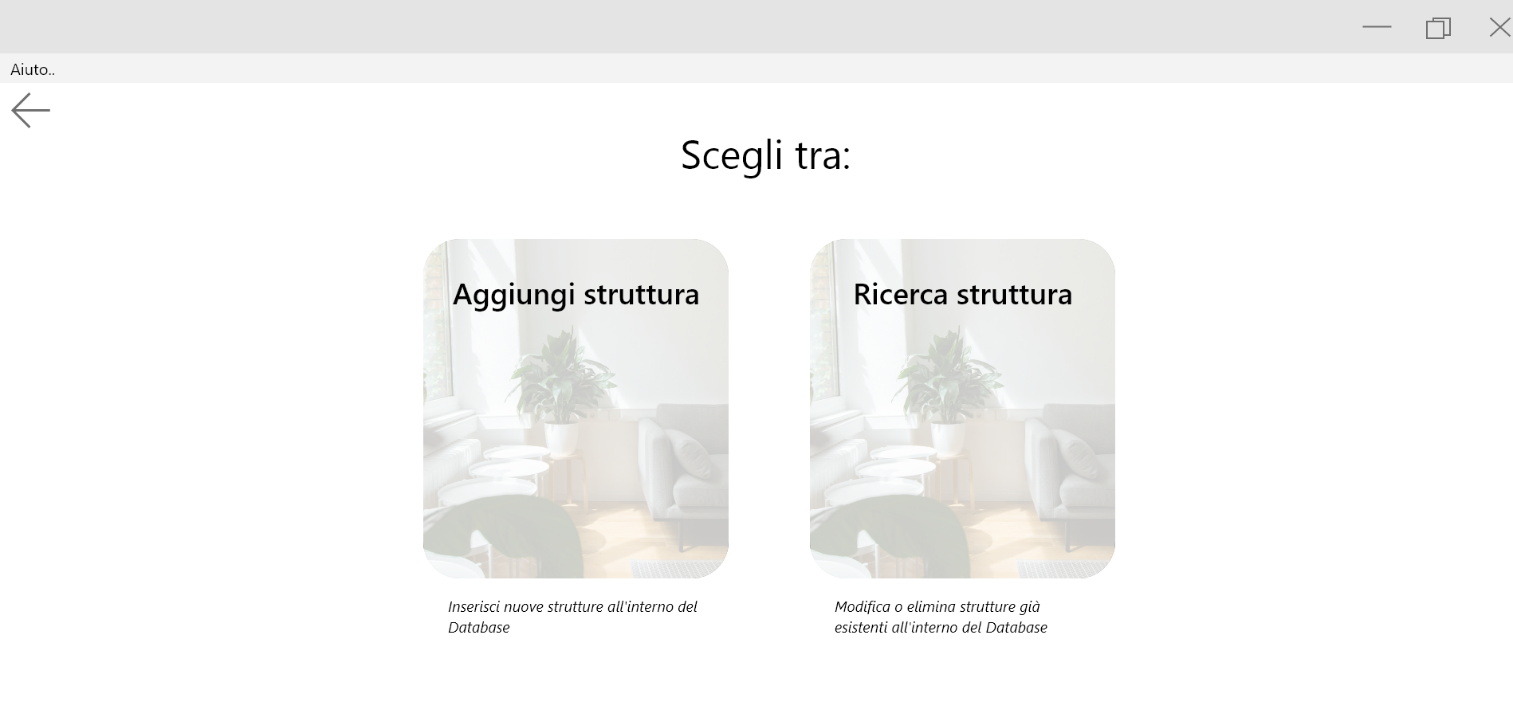 Aiuto..
Scegli tra:
Aggiungi struttura
Ricerca struttura
Inserisci nuove strutture all'interno del
Database
Modifica o elimina strutture già
esistenti all'interno del Database